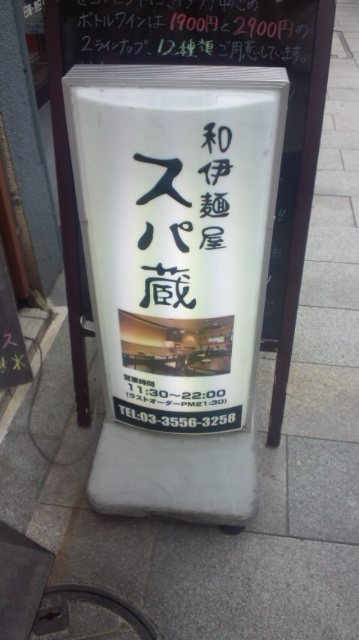 ボトルワインは1900円と2900円の
2ラインナップ、12種類ご用意しています。
和伊麺屋
スパ蔵
営業時間
11:30〜22:00
(ラストオーダーPM21:30)
TEL:03-3556-3258